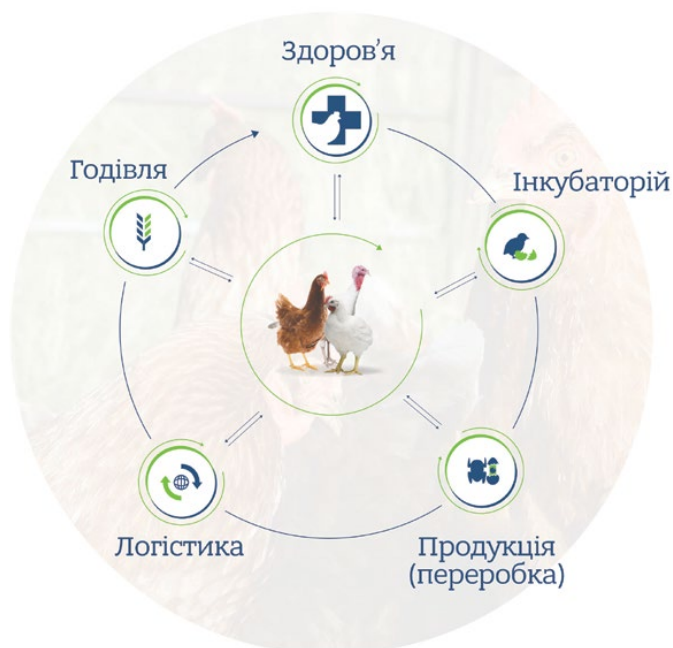 Здоров’я
Годівля
Інкубаторій
Логістика
Продукція
(переробка)